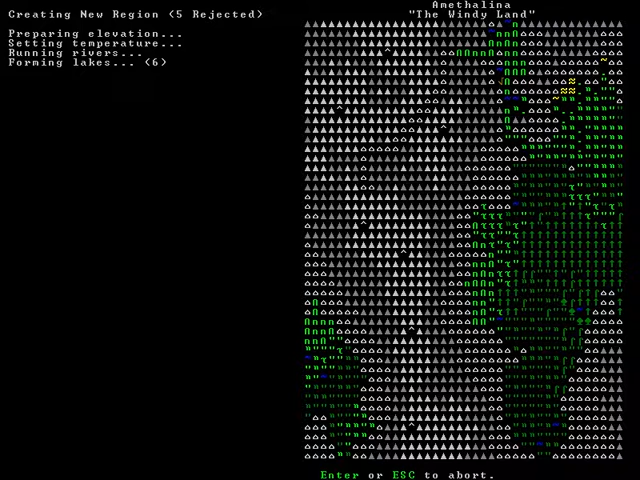 Creating New Region (5 Rejected)
Preparing elevation...
Setting temperature...
Running rivers...
Forming lakes... (6)
Amethalina
"The Windy Land"
Enter or ESC to abort.